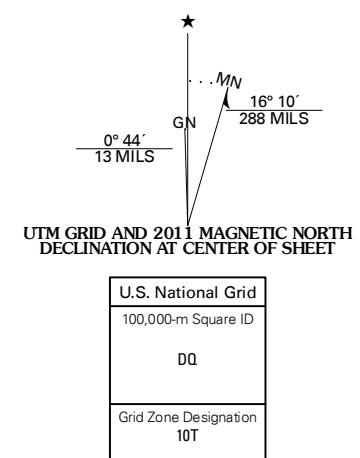 ★
MN
GN
16° 10´
288 MILS
0° 44´
13 MILS
UTM GRID AND 2011 MAGNETIC NORTH
DECLINATION AT CENTER OF SHEET
U.S. National Grid
100,000-m Square ID
DQ
Grid Zone Designation
10T